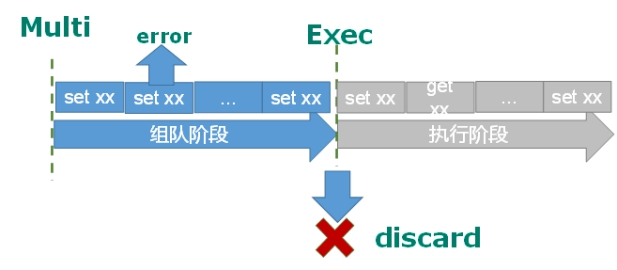 Multi
error
Exec
set xx
set xx
...
set xx
set xx
get
xx
...
set xx
组队阶段
执行阶段
discard